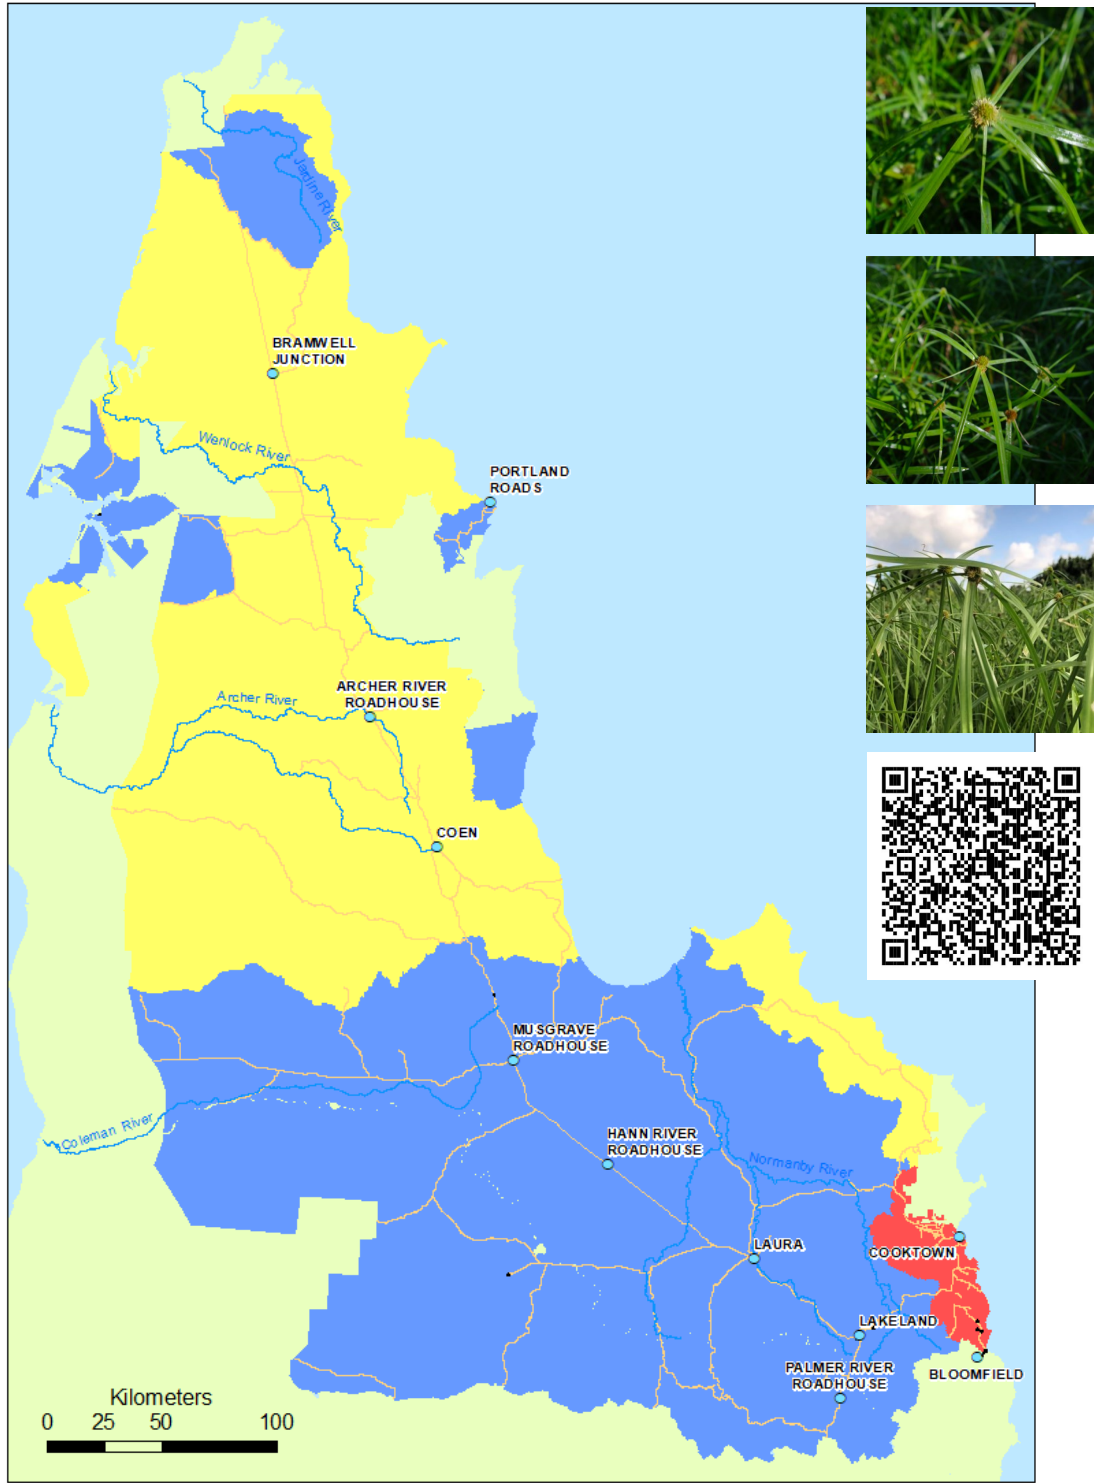 Jardine River
BRAMWELL
JUNCTION
Wenlock River
PORTLAND
ROADS
ARCHER RIVER
ROADHOUSE
Archer River
COEN
MUSGRAVE
ROADHOUSE
Coleman River
HANN RIVER
ROADHOUSE
Normanby River
LAURA
COOKTOWN
LAKELAND
PALMER RIVER
ROADHOUSE
BLOOMFIELD
Kilometers
0 25 50 100